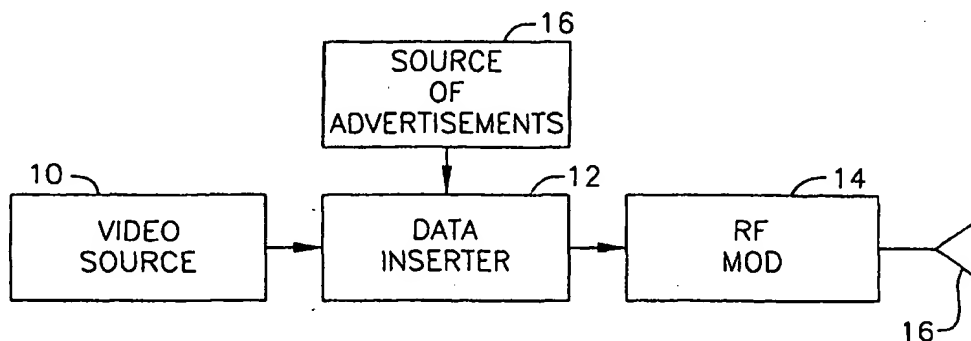 16
SOURCE
OF
ADVERTISEMENTS
10
VIDEO
SOURCE
12
DATA
INSERTER
14
RF
MOD
16